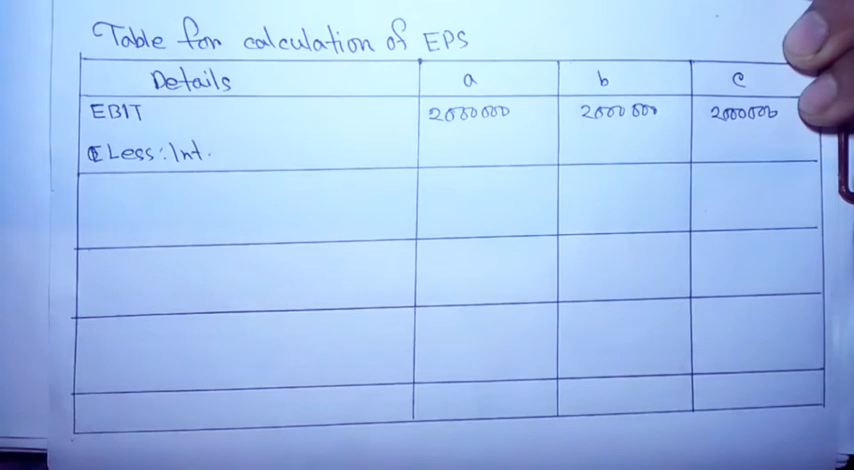 Table for calculation of EPS
Details a b c
EBIT 2000000 2000000 2000000
Less: Int.